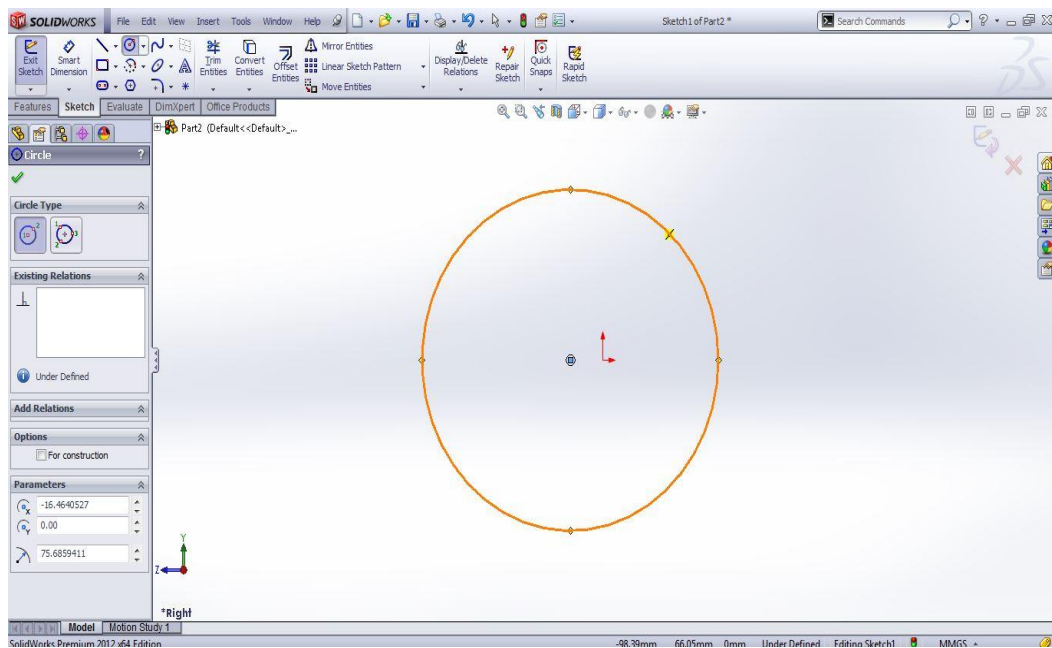 SOLIDWORKS File Edit View Insert Tools Window Help Sketch1 of Part2 * Search Commands
Exit Sketch
Smart Dimension
Trim Entities
Convert Entities
Offset Entities
Mirror Entities
Linear Sketch Pattern
Move Entities
Display/Delete Relations
Repair Sketch
Quick Snaps
Rapid Sketch
Features Sketch Evaluate DimXpert Office Products
Part2 (Default<<Default>_...
Circle ?
Circle Type
Existing Relations
Under Defined
Add Relations
Options
For construction
Parameters
-16.4640527
0.00
75.6859411
Y
Z
*Right
Model Motion Study 1
SolidWorks Premium 2012 x64 Edition -98.39mm 66.05mm 0mm Under Defined Editing Sketch1 MMGS